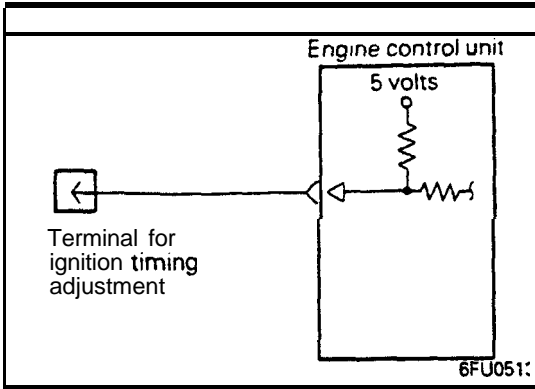 Engine control unit
5 volts
Terminal for
ignition timing
adjustment